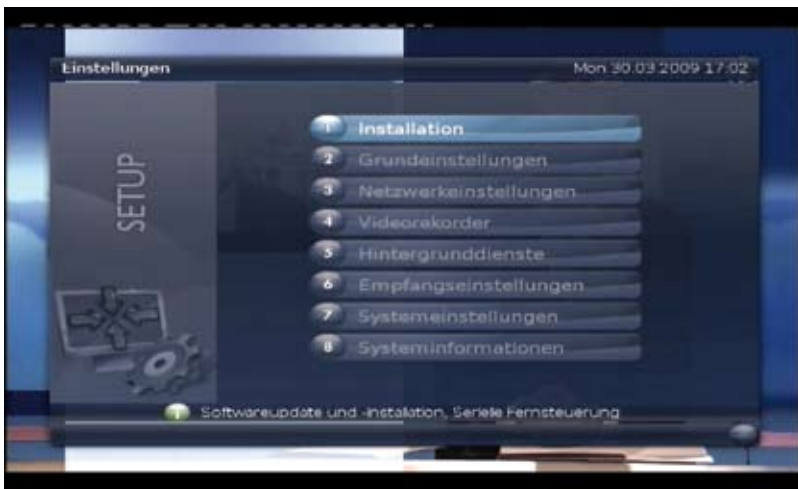 Einstellungen
Mon 30.03.2009 17:02
SETUP
1 Installation
2 Grundeinstellungen
3 Netzwerkeinstellungen
4 Videorekorder
5 Hintergrunddienste
6 Empfangseinstellungen
7 Systemeinstellungen
8 Systeminformationen
Softwareupdate und -installation, Serielle Fernsteuerung